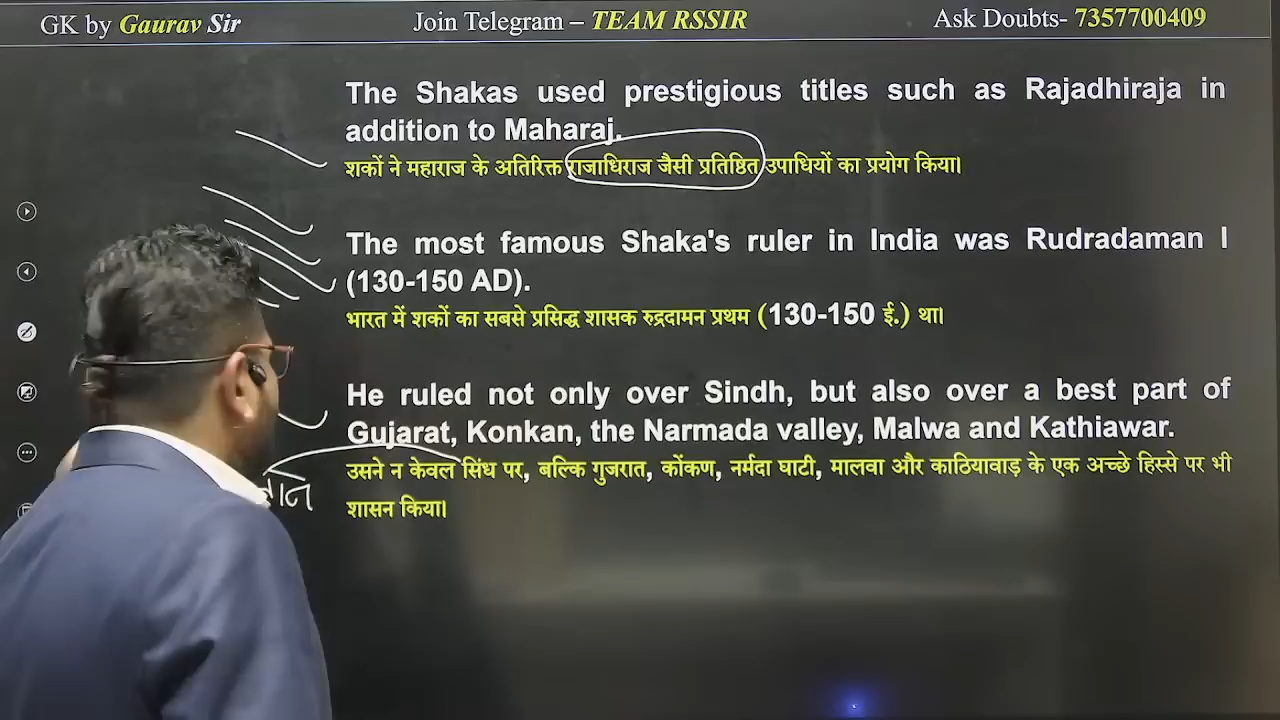 GK by Gaurav Sir
Join Telegram – TEAM RSSIR
Ask Doubts- 7357700409
The Shakas used prestigious titles such as Rajadhiraja in
addition to Maharaj.
शकों ने महाराज के अतिरिक्त राजाधिराज जैसी प्रतिष्ठित उपाधियों का प्रयोग किया।
The most famous Shaka's ruler in India was Rudradaman I
(130-150 AD).
भारत में शकों का सबसे प्रसिद्ध शासक रुद्रदामन प्रथम (130-150 ई.) था।
He ruled not only over Sindh, but also over a best part of
Gujarat, Konkan, the Narmada valley, Malwa and Kathiawar.
उसने न केवल सिंध पर, बल्कि गुजरात, कोंकण, नर्मदा घाटी, मालवा और काठियावाड़ के एक अच्छे हिस्से पर भी
शासन किया।